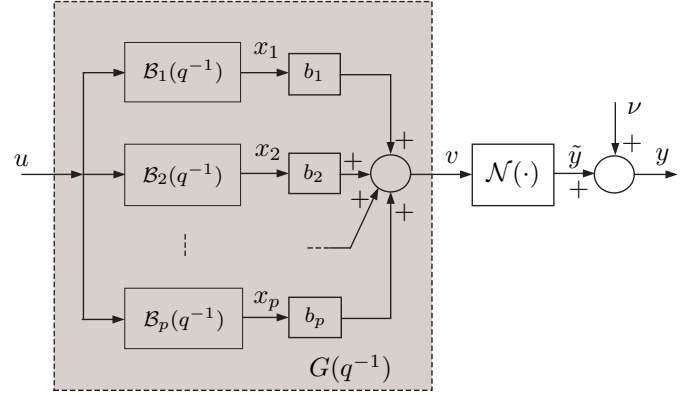 x₁
B₁(q⁻¹) b₁
ν
+ +
u x₂ v ỹ y
B₂(q⁻¹) b₂ + N(·) +
+ +
x_p
B_p(q⁻¹) b_p
G(q⁻¹)